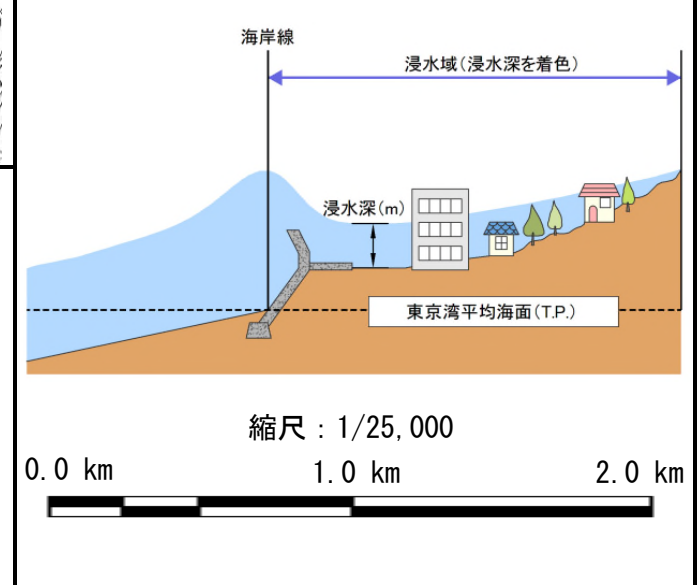 海岸線
浸水域(浸水深を着色)
浸水深(m)
東京湾平均海面(T.P.)
縮尺：1/25,000
0.0 km 1.0 km 2.0 km